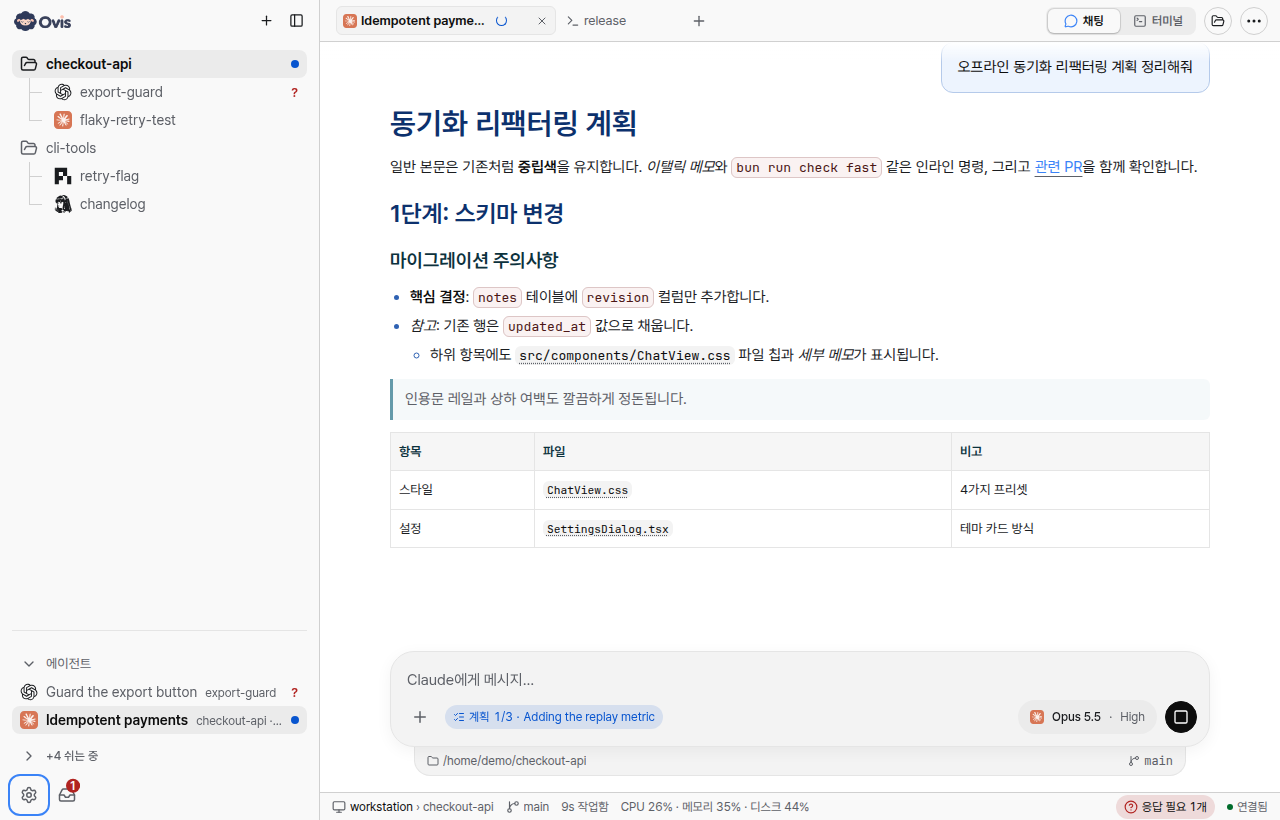 Ovis
checkout-api
export-guard ?
flaky-retry-test
cli-tools
retry-flag
changelog
에이전트
Guard the export button export-guard ?
Idempotent payments checkout-api ·...
+4 쉬는 중
1
Idempotent payme...
release
채팅
터미널
오프라인 동기화 리팩터링 계획 정리해줘
동기화 리팩터링 계획
일반 본문은 기존처럼 중립색을 유지합니다. 이탤릭 메모와 bun run check fast 같은 인라인 명령, 그리고 관련 PR을 함께 확인합니다.
1단계: 스키마 변경
마이그레이션 주의사항
핵심 결정: notes 테이블에 revision 컬럼만 추가합니다.
참고: 기존 행은 updated_at 값으로 채웁니다.
하위 항목에도 src/components/ChatView.css 파일 칩과 세부 메모가 표시됩니다.
인용문 레일과 상하 여백도 깔끔하게 정돈됩니다.
항목 파일 비고
스타일 ChatView.css 4가지 프리셋
설정 SettingsDialog.tsx 테마 카드 방식
Claude에게 메시지...
계획 1/3 · Adding the replay metric
Opus 5.5 · High
/home/demo/checkout-api
main
workstation › checkout-api main 9s 작업함 CPU 26% · 메모리 35% · 디스크 44%
응답 필요 1개
연결됨